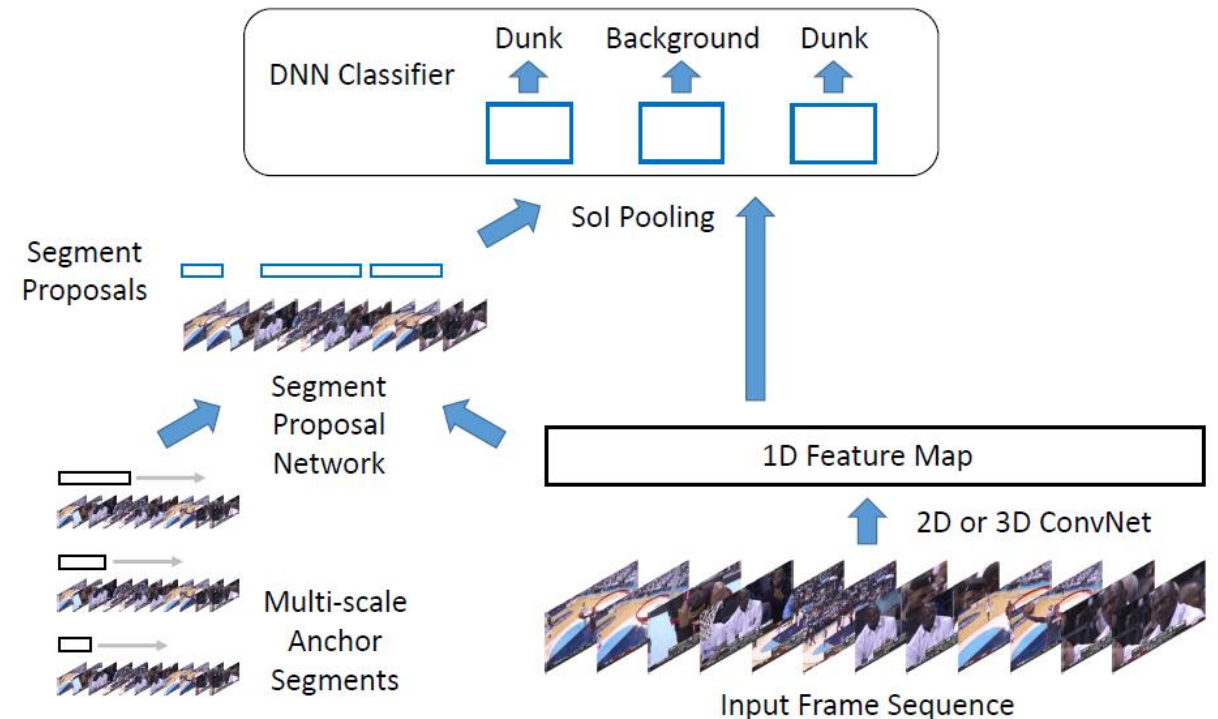 Dunk
Background
Dunk
DNN Classifier
SoI Pooling
Segment
Proposals
Segment
Proposal
Network
1D Feature Map
2D or 3D ConvNet
Multi-scale
Anchor
Segments
Input Frame Sequence